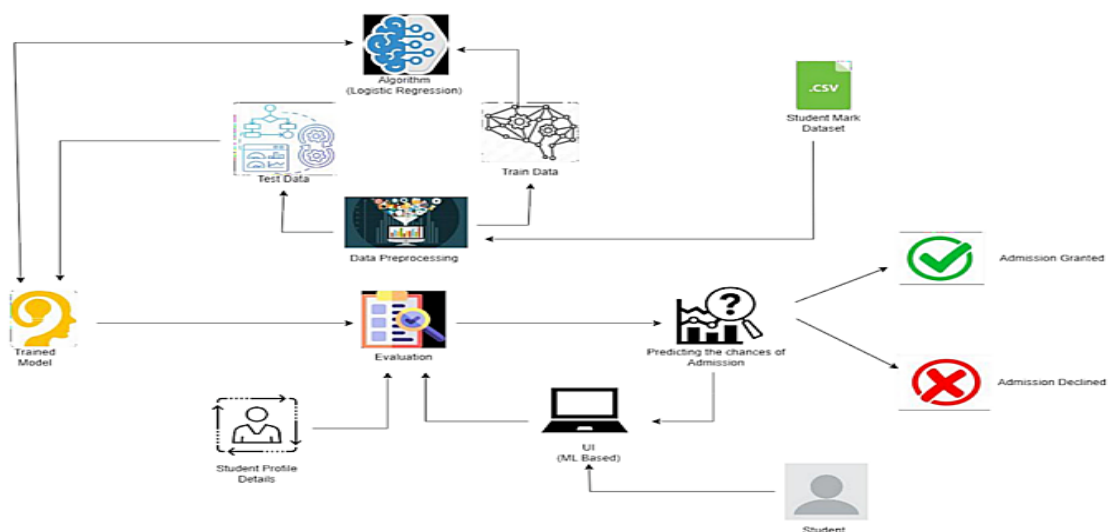 Algorithm
(Logistic Regression)
.CSV
Student Mark
Dataset
Test Data
Train Data
Data Preprocessing
Admission Granted
Trained
Model
Evaluation
?
Predicting the chances of
Admission
Admission Declined
Student Profile
Details
UI
(ML Based)
Student